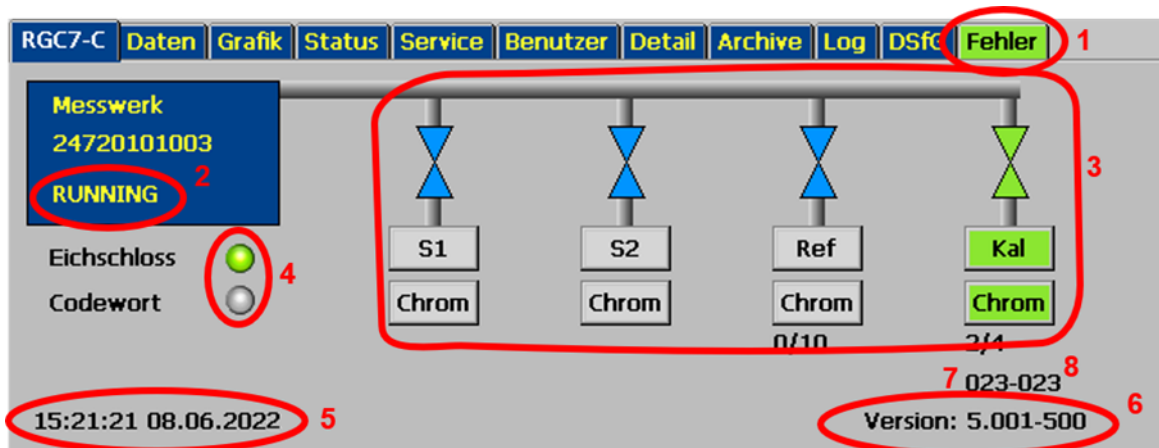 RGC7-C Daten Grafik Status Service Benutzer Detail Archive Log DSfG Fehler 1
Messwerk
24720101003
RUNNING 2
3
Eichschloss
4
Codewort
S1 S2 Ref Kal
Chrom Chrom Chrom Chrom
0/10 2/4
7 023-023 8
15:21:21 08.06.2022 5
Version: 5.001-500 6